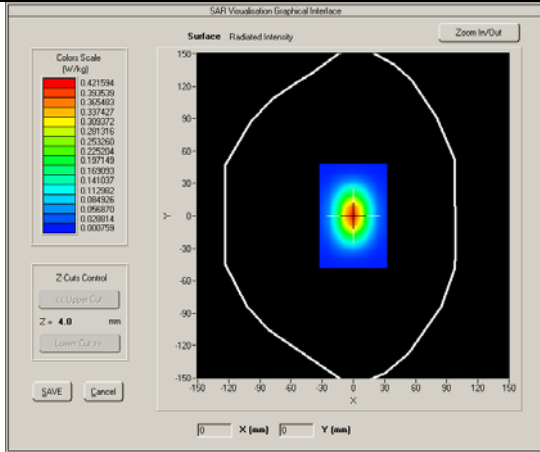 SAR Visualisation Graphical Interface
Surface Radiated Intensity
Zoom In/Out
Colors Scale
(W/kg)
0.421594
0.393539
0.365483
0.337427
0.309372
0.281316
0.253260
0.225204
0.197149
0.169093
0.141037
0.112982
0.084926
0.056870
0.028814
0.000759
Z-Cuts Control
<< Upper Cut
Z = 4.0 mm
Lower Cut >>
SAVE Cancel
150-
120-
90-
60-
30-
0-
-30-
-60-
-90-
-120-
-150-
Y
-150 -120 -90 -60 -30 0 30 60 90 120 150
X
0 X (mm) 0 Y (mm)